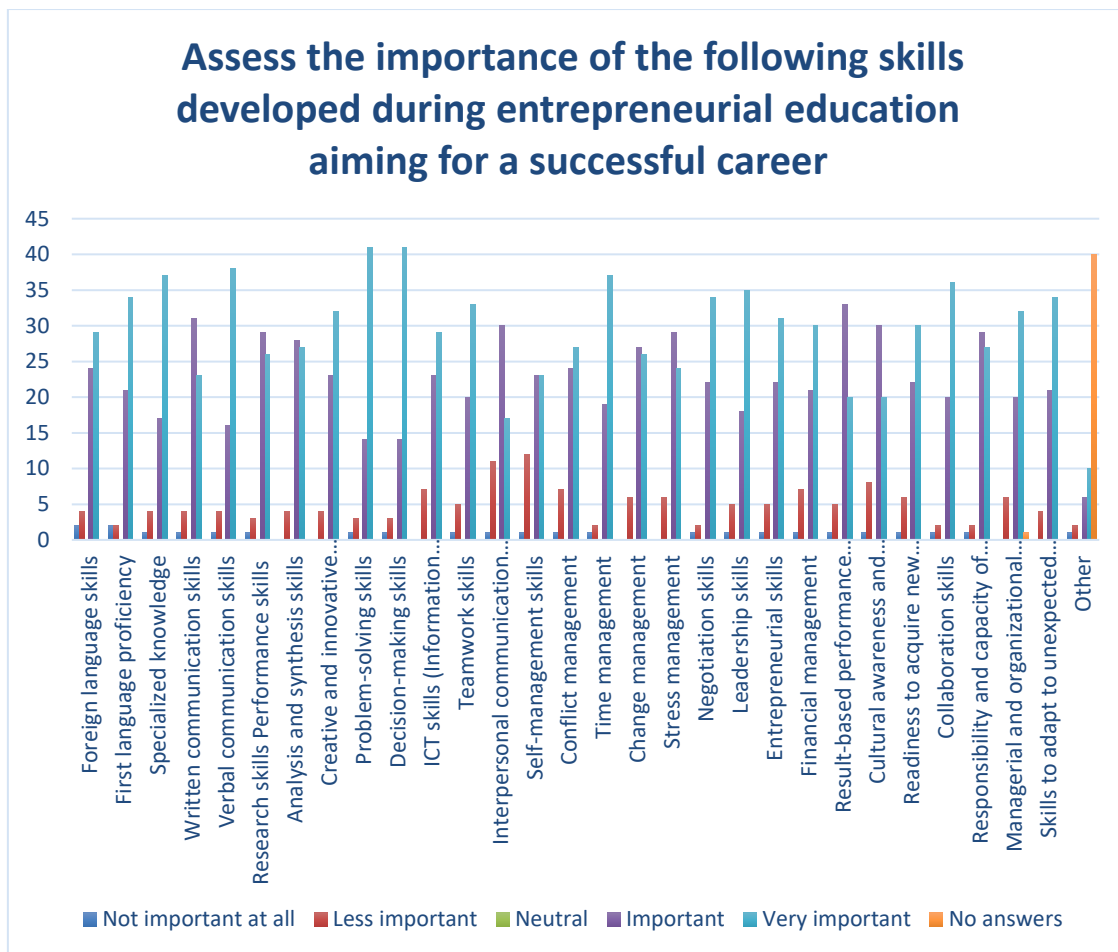 Assess the importance of the following skills
developed during entrepreneurial education
aiming for a successful career
45
40
35
30
25
20
15
10
5
0
Foreign language skills
First language proficiency
Specialized knowledge
Written communication skills
Verbal communication skills
Research skills Performance skills
Analysis and synthesis skills
Creative and innovative…
Problem-solving skills
Decision-making skills
ICT skills (Information…
Teamwork skills
Interpersonal communication…
Self-management skills
Conflict management
Time management
Change management
Stress management
Negotiation skills
Leadership skills
Entrepreneurial skills
Financial management
Result-based performance…
Cultural awareness and…
Readiness to acquire new…
Collaboration skills
Responsibility and capacity of…
Managerial and organizational…
Skills to adapt to unexpected…
Other
Not important at all
Less important
Neutral
Important
Very important
No answers